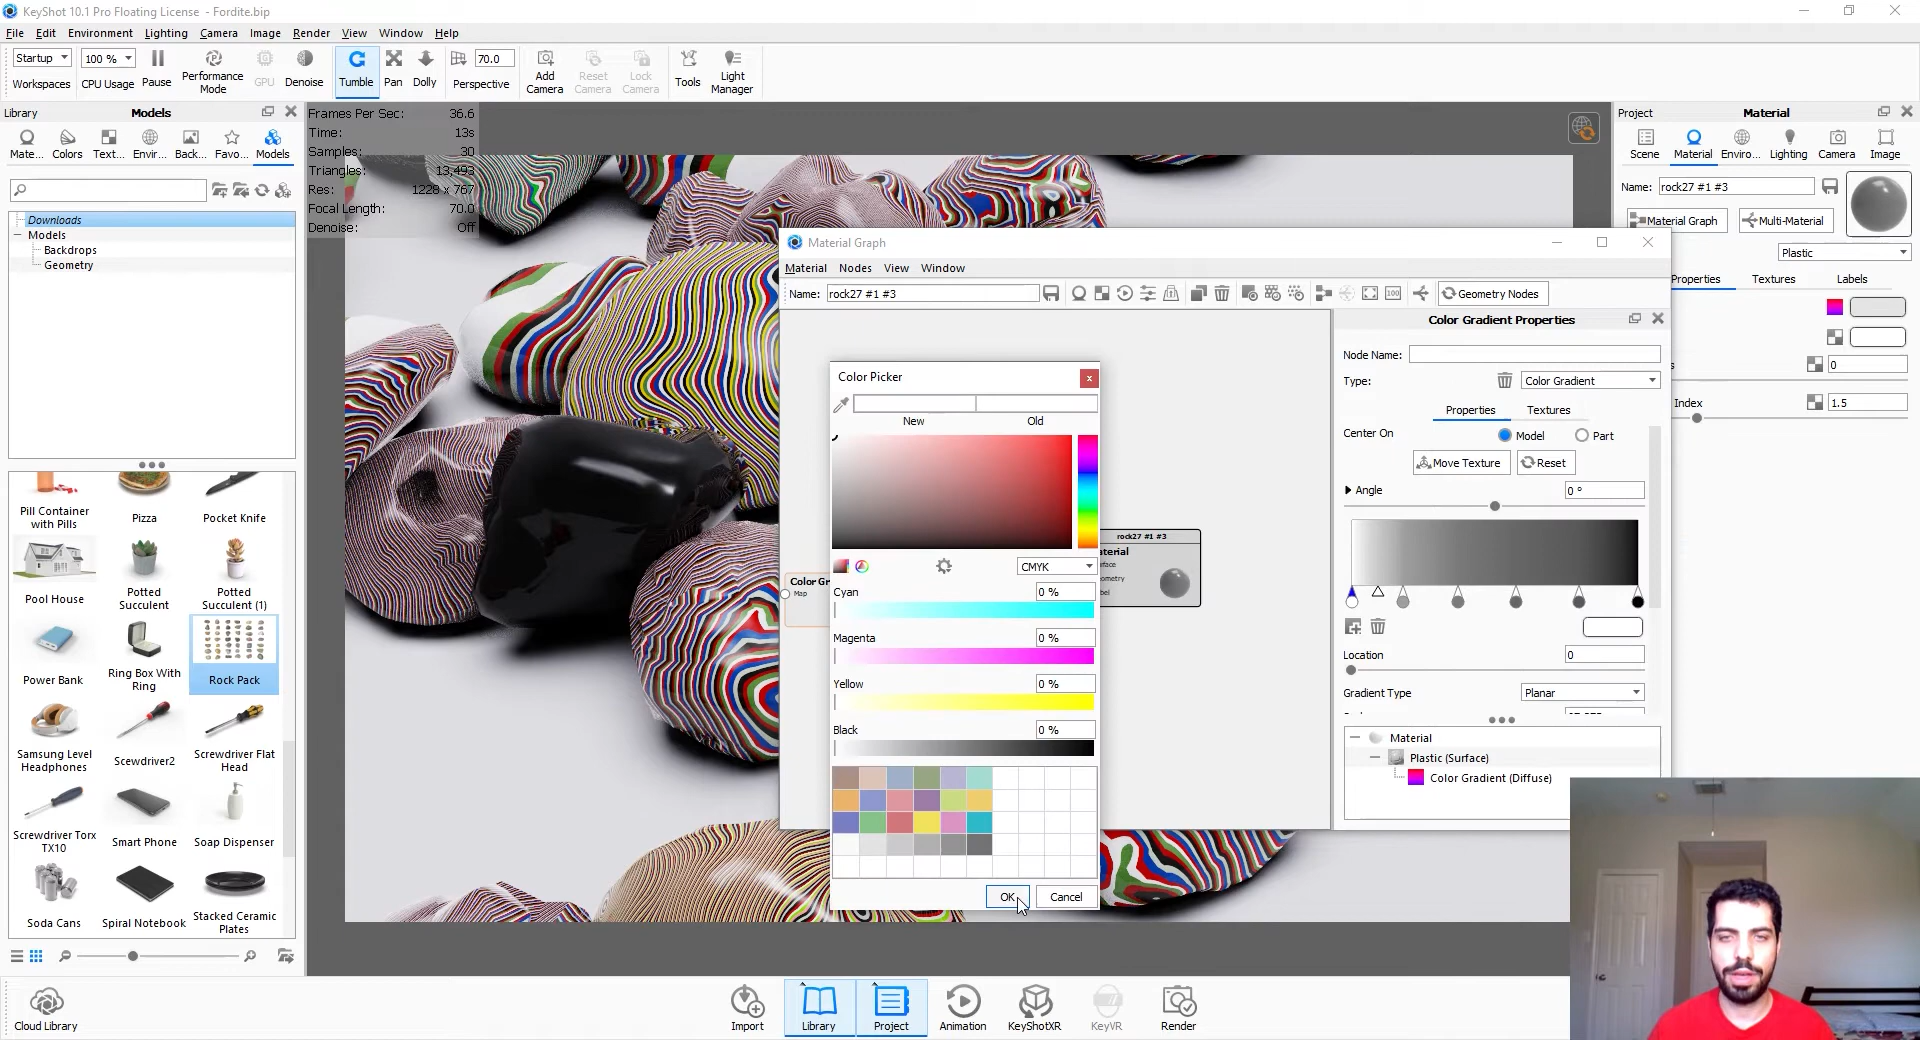 KeyShot 10.1 Pro Floating License - Fordite.bip
File Edit Environment Lighting Camera Image Render View Window Help
Startup 100 % 70.0
Workspaces CPU Usage Pause Performance Mode GPU Denoise Tumble Pan Dolly Perspective Add Camera Reset Camera Lock Camera Tools Light Manager
Library Models
Mate... Colors Text... Envir... Back... Favo... Models
Downloads
Models
Backdrops
Geometry
Pill Container with Pills
Pizza
Pocket Knife
Pool House
Potted Succulent
Potted Succulent (1)
Power Bank
Ring Box With Ring
Rock Pack
Samsung Level Headphones
Scewdriver2
Screwdriver Flat Head
Screwdriver Torx TX10
Smart Phone
Soap Dispenser
Soda Cans
Spiral Notebook
Stacked Ceramic Plates
Cloud Library
Frames Per Sec: 36.6
Time: 13s
Samples: 30
Triangles: 13,493
Res: 1228 x 767
Focal Length: 70.0
Denoise: Off
Material Graph
Material Nodes View Window
Name: rock27 #1 #3
Geometry Nodes
Color Gr
Map
rock27 #1 #3
aterial
rface
ometry
bel
Color Picker
x
New Old
CMYK
Cyan 0 %
Magenta 0 %
Yellow 0 %
Black 0 %
OK Cancel
Color Gradient Properties
Node Name:
Type: Color Gradient
Properties Textures
Center On Model Part
Move Texture Reset
Angle 0 °
Location 0
Gradient Type Planar
Material
Plastic (Surface)
Color Gradient (Diffuse)
Project Material
Scene Material Enviro... Lighting Camera Image
Name: rock27 #1 #3
Material Graph Multi-Material
Plastic
roperties Textures Labels
s 0
Index 1.5
Import Library Project Animation KeyShotXR KeyVR Render